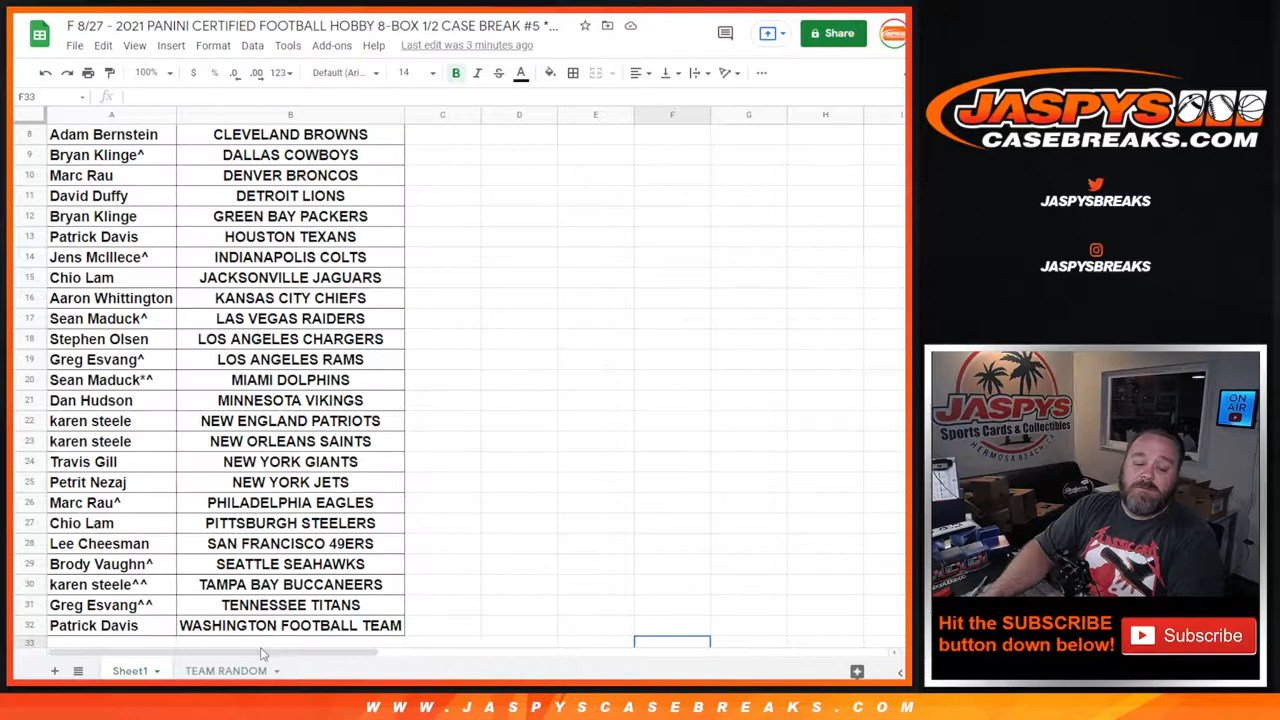 F 8/27 - 2021 PANINI CERTIFIED FOOTBALL HOBBY 8-BOX 1/2 CASE BREAK #5 *...
File Edit View Insert Format Data Tools Add-ons Help Last edit was 3 minutes ago
Share
100% $ % .0 .00 123 Default (Ari... 14 B I S A
F33 fx
A B C D E F G H I
8 Adam Bernstein CLEVELAND BROWNS
9 Bryan Klinge^ DALLAS COWBOYS
10 Marc Rau DENVER BRONCOS
11 David Duffy DETROIT LIONS
12 Bryan Klinge GREEN BAY PACKERS
13 Patrick Davis HOUSTON TEXANS
14 Jens McIllece^ INDIANAPOLIS COLTS
15 Chio Lam JACKSONVILLE JAGUARS
16 Aaron Whittington KANSAS CITY CHIEFS
17 Sean Maduck^ LAS VEGAS RAIDERS
18 Stephen Olsen LOS ANGELES CHARGERS
19 Greg Esvang^ LOS ANGELES RAMS
20 Sean Maduck*^ MIAMI DOLPHINS
21 Dan Hudson MINNESOTA VIKINGS
22 karen steele NEW ENGLAND PATRIOTS
23 karen steele NEW ORLEANS SAINTS
24 Travis Gill NEW YORK GIANTS
25 Petrit Nezaj NEW YORK JETS
26 Marc Rau^ PHILADELPHIA EAGLES
27 Chio Lam PITTSBURGH STEELERS
28 Lee Cheesman SAN FRANCISCO 49ERS
29 Brody Vaughn^ SEATTLE SEAHAWKS
30 karen steele^^ TAMPA BAY BUCCANEERS
31 Greg Esvang^^ TENNESSEE TITANS
32 Patrick Davis WASHINGTON FOOTBALL TEAM
33
Sheet1 TEAM RANDOM
JASPYS
CASEBREAKS.COM
JASPYSBREAKS
JASPYSBREAKS
JASPYS
Sports Cards & Collectibles
HERMOSA BEACH
ON
AIR
Hit the SUBSCRIBE
button down below!
Subscribe
WWW.JASPYSCASEBREAKS.COM